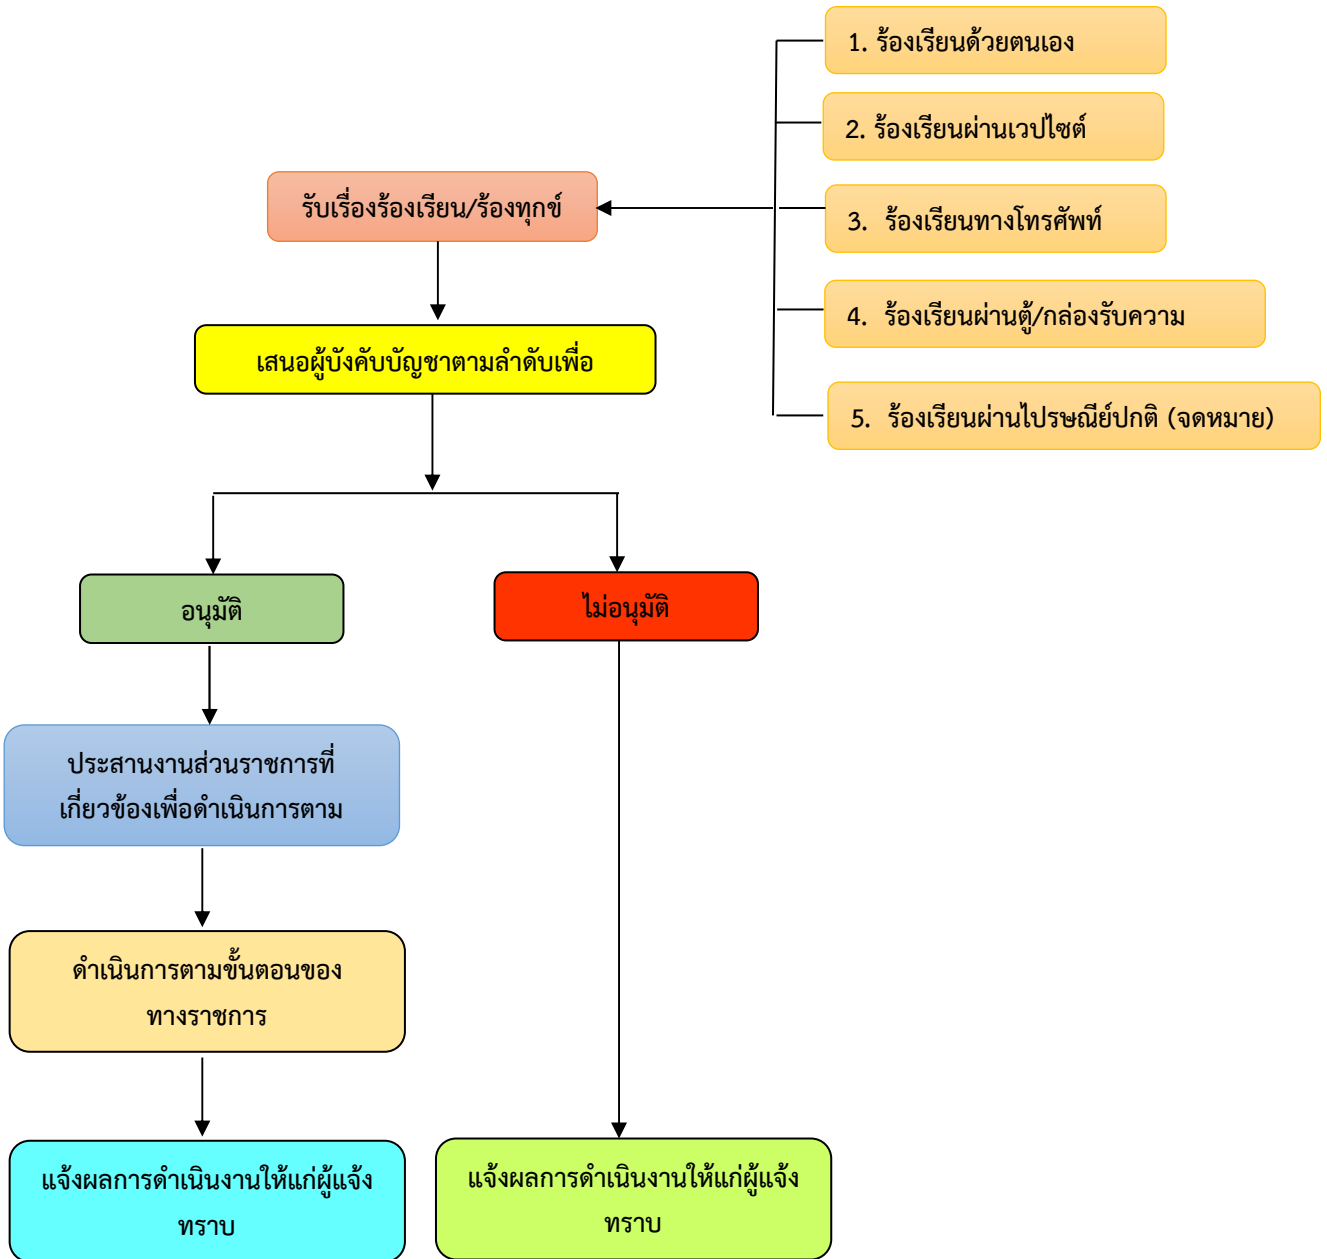 1. ร้องเรียนด้วยตนเอง
2. ร้องเรียนผ่านเวปไซต์
รับเรื่องร้องเรียน/ร้องทุกข์
3. ร้องเรียนทางโทรศัพท์
4. ร้องเรียนผ่านตู้/กล่องรับความ
เสนอผู้บังคับบัญชาตามลำดับเพื่อ
5. ร้องเรียนผ่านไปรษณีย์ปกติ (จดหมาย)
อนุมัติ
ไม่อนุมัติ
ประสานงานส่วนราชการที่
เกี่ยวข้องเพื่อดำเนินการตาม
ดำเนินการตามขั้นตอนของ
ทางราชการ
แจ้งผลการดำเนินงานให้แก่ผู้แจ้ง
ทราบ
แจ้งผลการดำเนินงานให้แก่ผู้แจ้ง
ทราบ